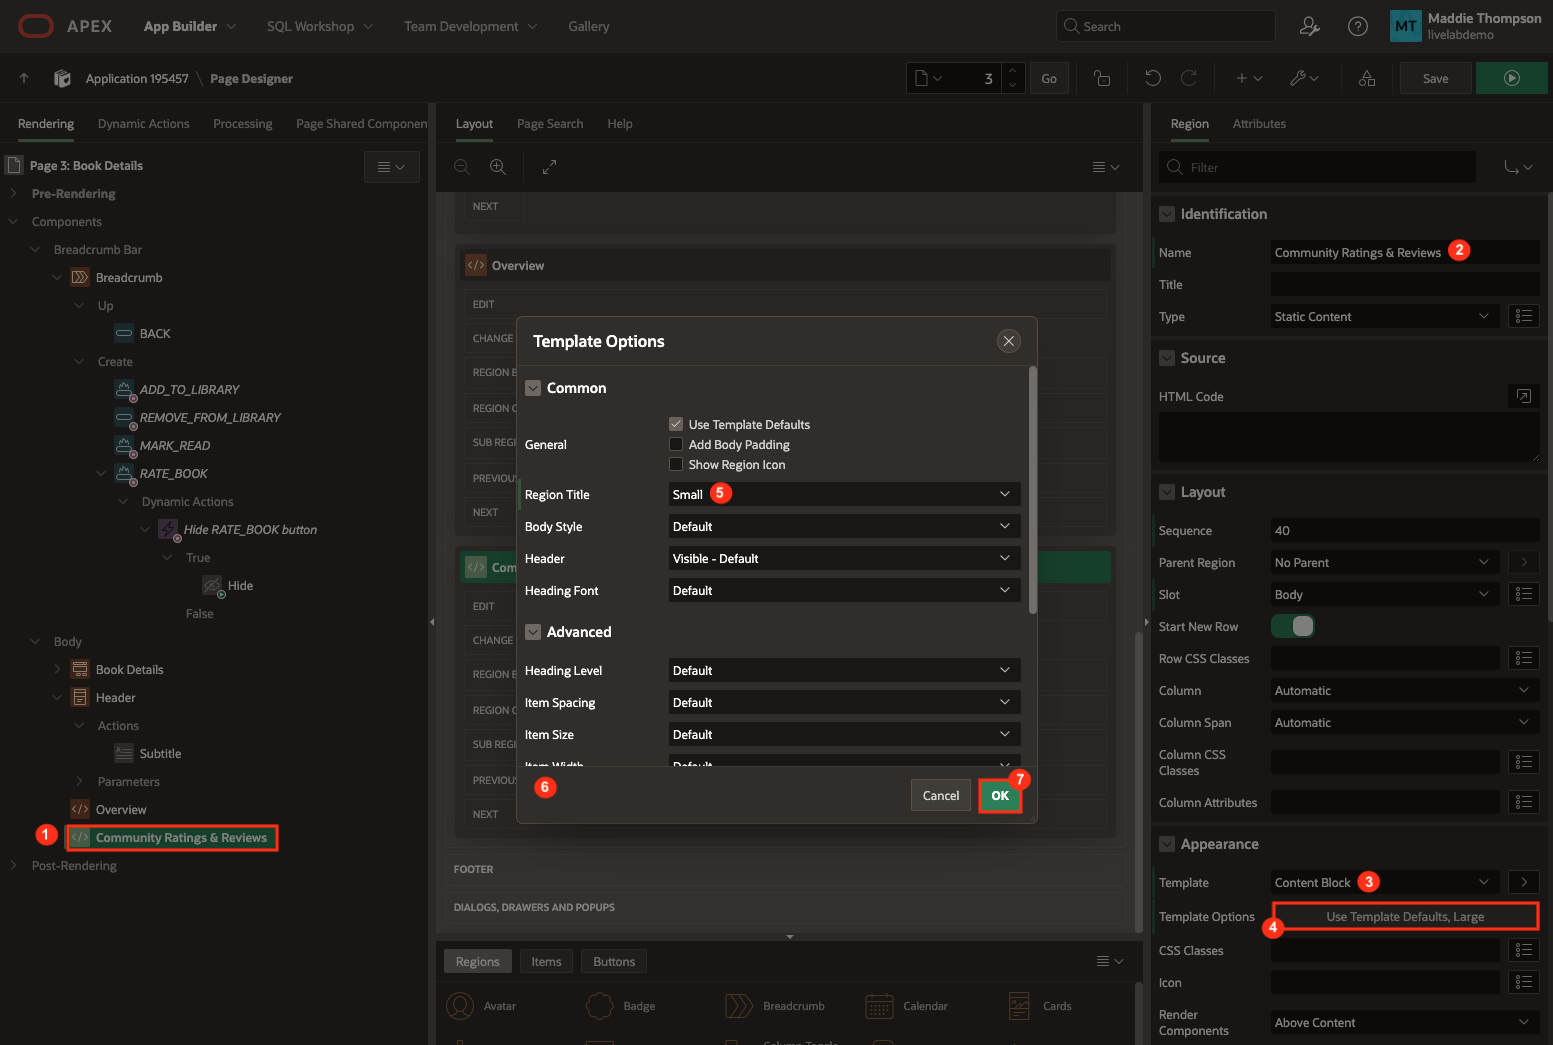 APEX App Builder SQL Workshop Team Development Gallery Search MT Maddie Thompson
livelabdemo
Application 195457 \ Page Designer 3 Go Save
Rendering Dynamic Actions Processing Page Shared Componen
Page 3: Book Details
Pre-Rendering
Components
Breadcrumb Bar
Breadcrumb
Up
BACK
Create
ADD_TO_LIBRARY
REMOVE_FROM_LIBRARY
MARK_READ
RATE_BOOK
Dynamic Actions
Hide RATE_BOOK button
True
Hide
False
Body
Book Details
Header
Actions
Subtitle
Parameters
Overview
1 Community Ratings & Reviews
Post-Rendering
Layout Page Search Help
NEXT
Overview
EDIT
CHANGE
REGION B
REGION C
SUB REGI
PREVIOUS
NEXT
Com
EDIT
CHANGE
REGION B
REGION C
SUB REG
PREVIOUS
NEXT
FOOTER
DIALOGS, DRAWERS AND POPUPS
Template Options
Common
General
Use Template Defaults
Add Body Padding
Show Region Icon
Region Title Small 5
Body Style Default
Header Visible - Default
Heading Font Default
Advanced
Heading Level Default
Item Spacing Default
Item Size Default
Item Width Default
6 Cancel OK 7
Regions Items Buttons
Avatar Badge Breadcrumb Calendar Cards
Region Attributes
Filter
Identification
Name Community Ratings & Reviews 2
Title
Type Static Content
Source
HTML Code
Layout
Sequence 40
Parent Region No Parent
Slot Body
Start New Row
Row CSS Classes
Column Automatic
Column Span Automatic
Column CSS
Classes
Column Attributes
Appearance
Template Content Block 3
Template Options 4 Use Template Defaults, Large
CSS Classes
Icon
Render
Components Above Content